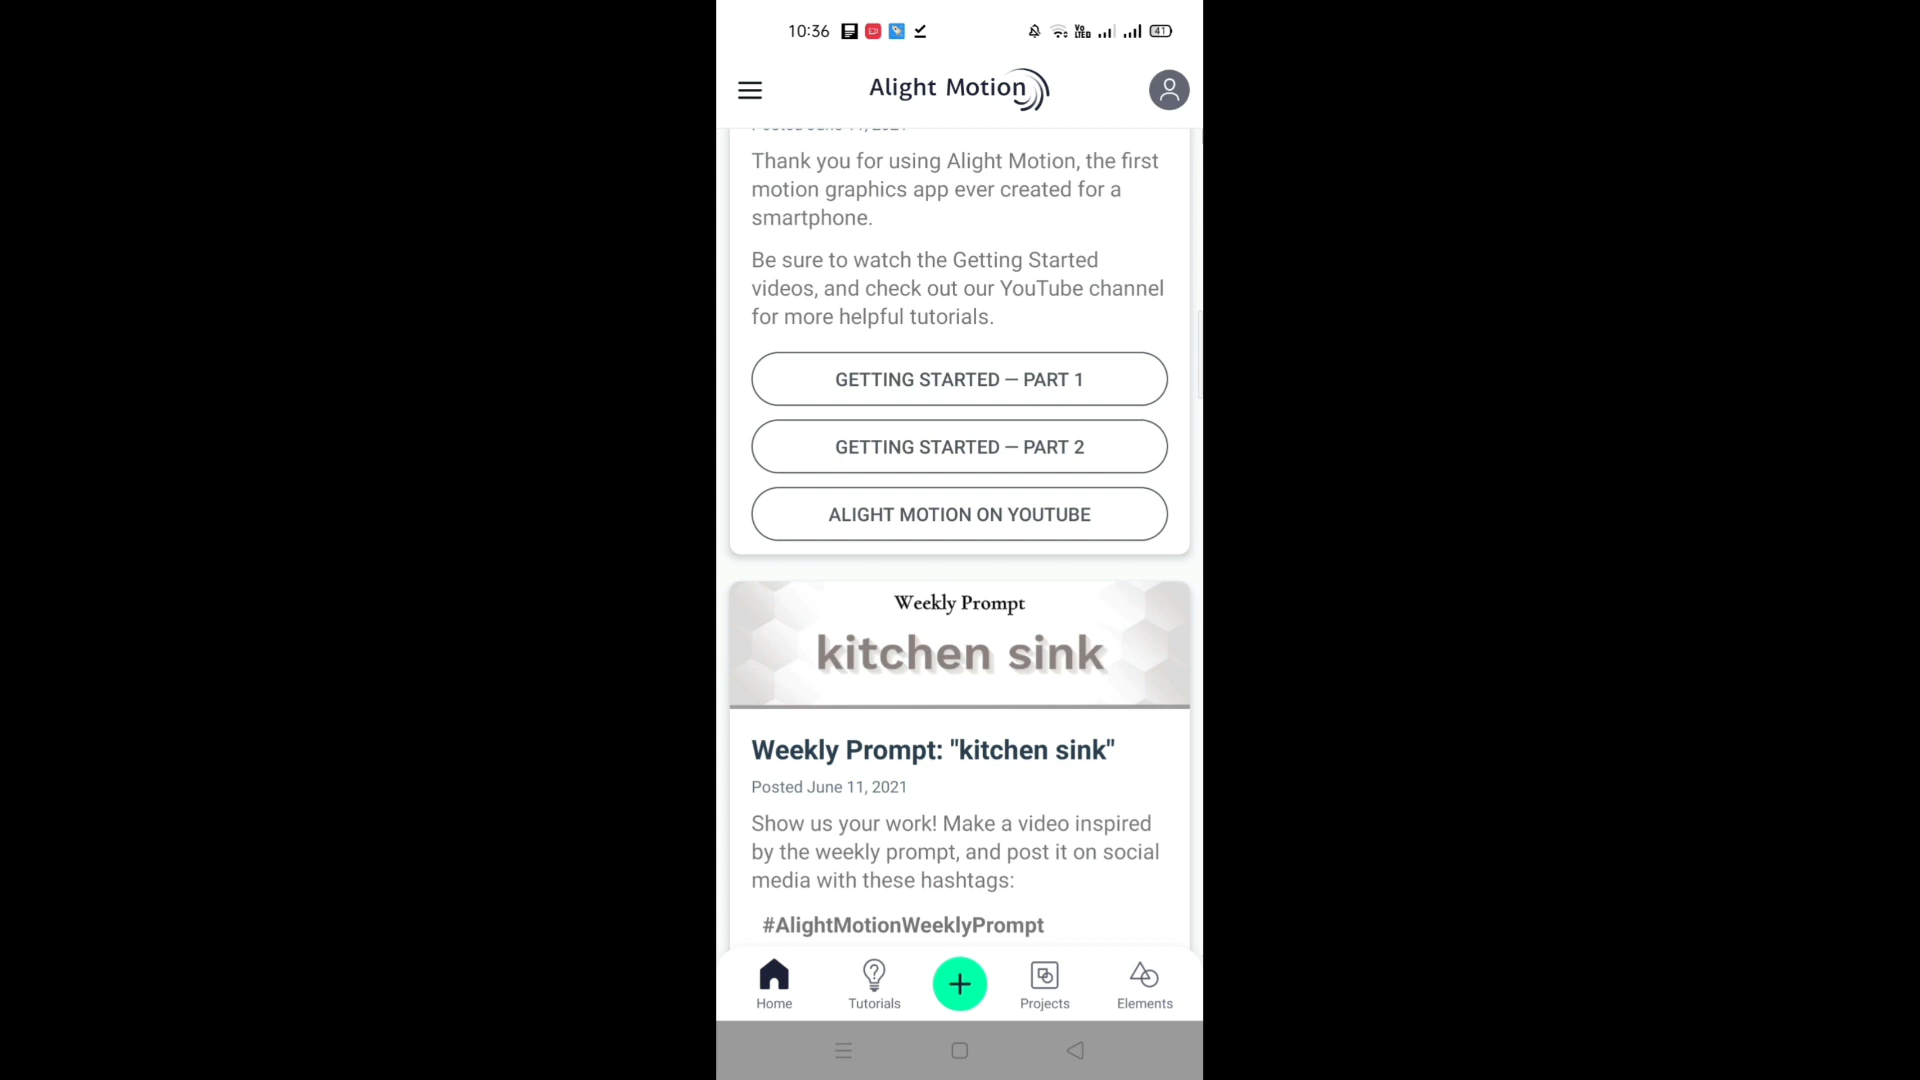 10:36
Vo
LTED
41
Alight Motion
Thank you for using Alight Motion, the first
motion graphics app ever created for a
smartphone.
Be sure to watch the Getting Started
videos, and check out our YouTube channel
for more helpful tutorials.
GETTING STARTED – PART 1
GETTING STARTED – PART 2
ALIGHT MOTION ON YOUTUBE
Weekly Prompt
kitchen sink
Weekly Prompt: "kitchen sink"
Posted June 11, 2021
Show us your work! Make a video inspired
by the weekly prompt, and post it on social
media with these hashtags:
#AlightMotionWeeklyPrompt
Home
Tutorials
Projects
Elements